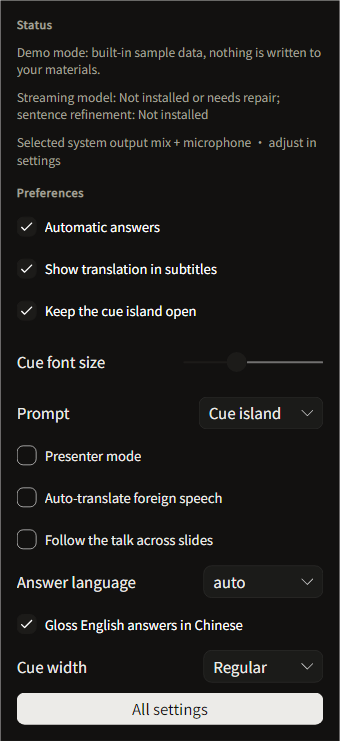 Status
Demo mode: built-in sample data, nothing is written to
your materials.
Streaming model: Not installed or needs repair;
sentence refinement: Not installed
Selected system output mix + microphone • adjust in
settings
Preferences
Automatic answers
Show translation in subtitles
Keep the cue island open
Cue font size
Prompt
Cue island
Presenter mode
Auto-translate foreign speech
Follow the talk across slides
Answer language
auto
Gloss English answers in Chinese
Cue width
Regular
All settings